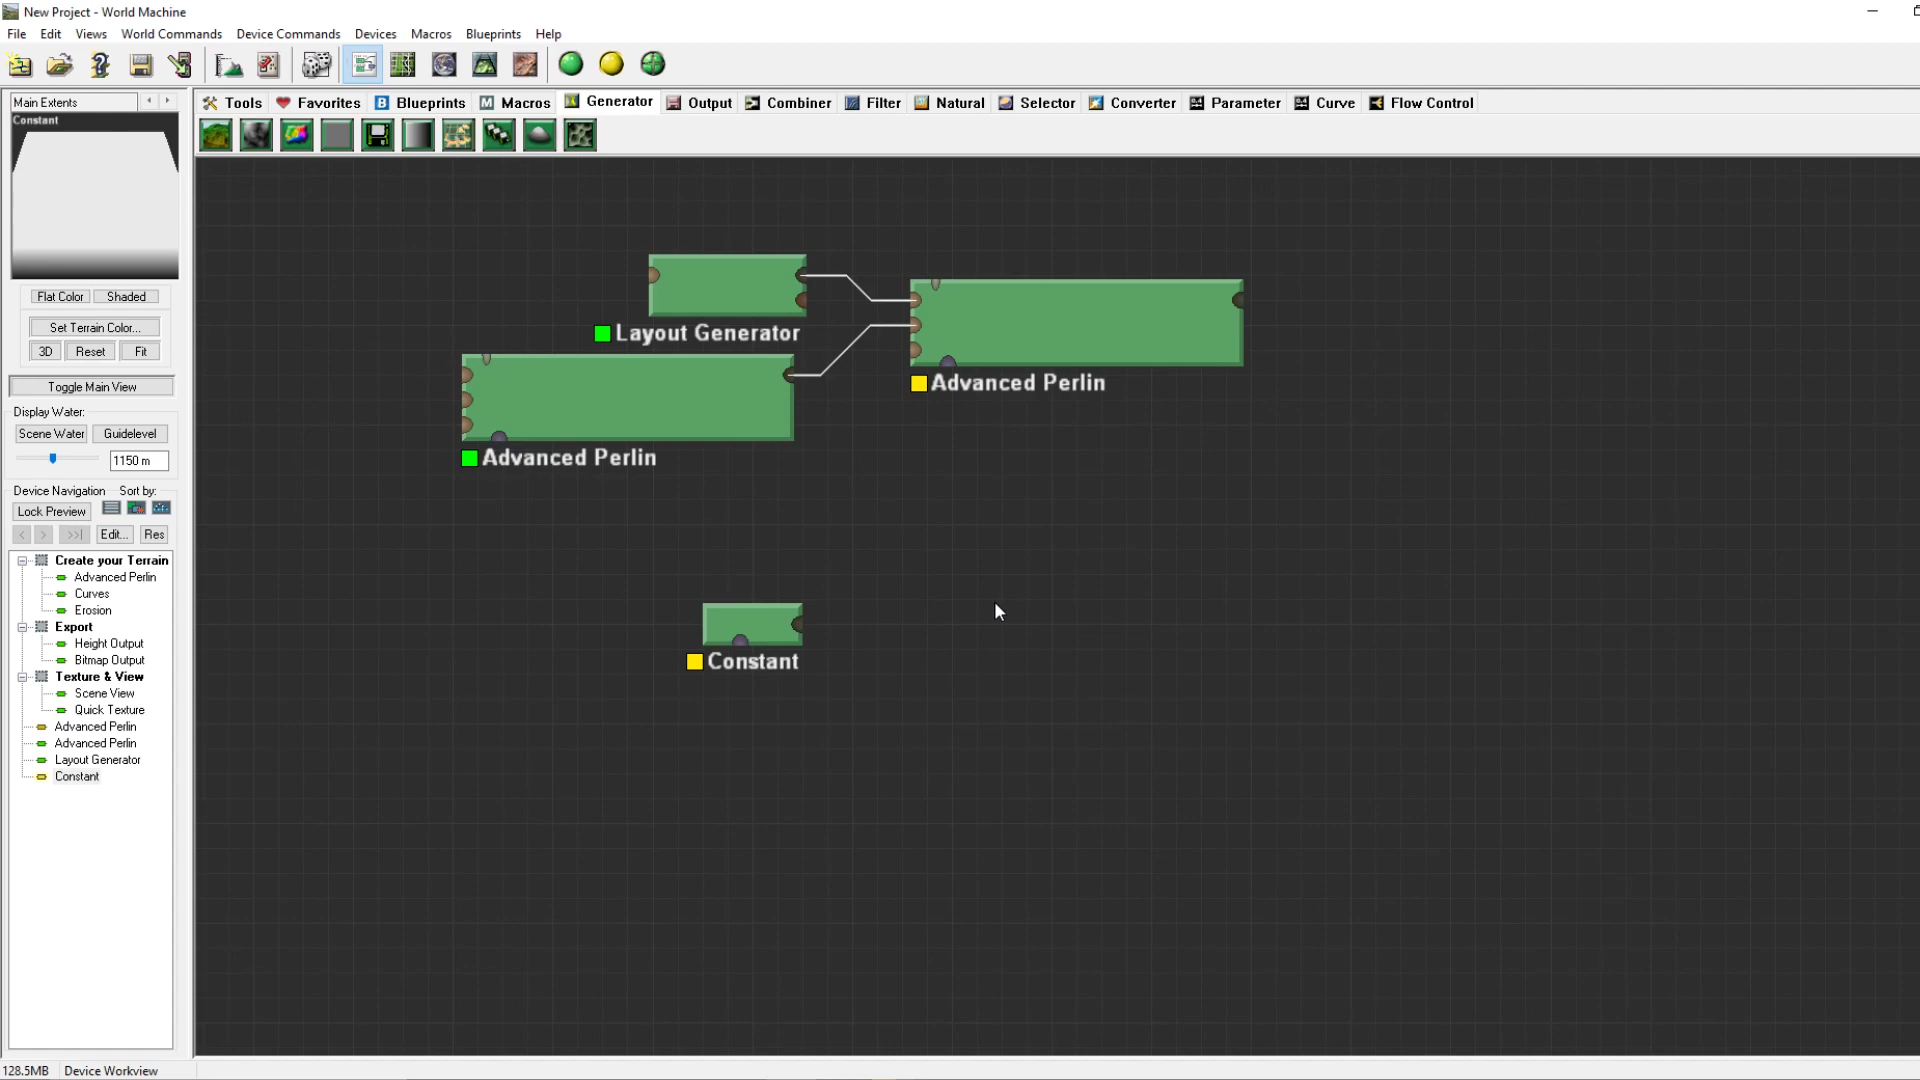 New Project - World Machine
File Edit Views World Commands Device Commands Devices Macros Blueprints Help
Main Extents
Tools Favorites B Blueprints M Macros Generator Output Combiner Filter Natural Selector Converter Parameter Curve Flow Control
Constant
Flat Color Shaded
Set Terrain Color...
3D Reset Fit
Toggle Main View
Display Water:
Scene Water Guidelevel
1150 m
Device Navigation Sort by:
Lock Preview
< > >>| Edit... Res
Create your Terrain
Advanced Perlin
Curves
Erosion
Export
Height Output
Bitmap Output
Texture & View
Scene View
Quick Texture
Advanced Perlin
Advanced Perlin
Layout Generator
Constant
Layout Generator
Advanced Perlin
Advanced Perlin
Constant
128.5MB Device Workview